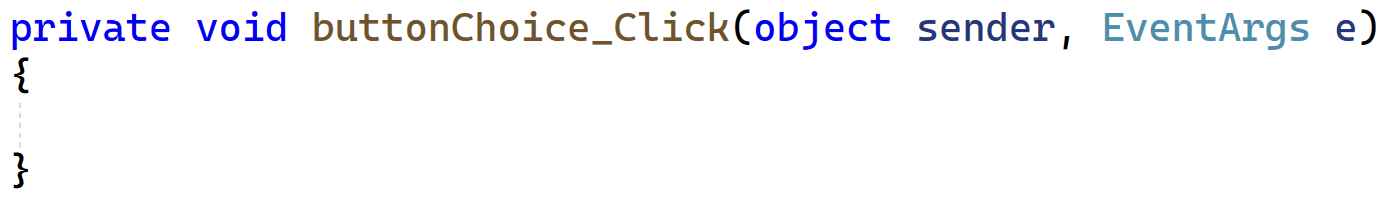 private void buttonChoice_Click(object sender, EventArgs e)
{
}